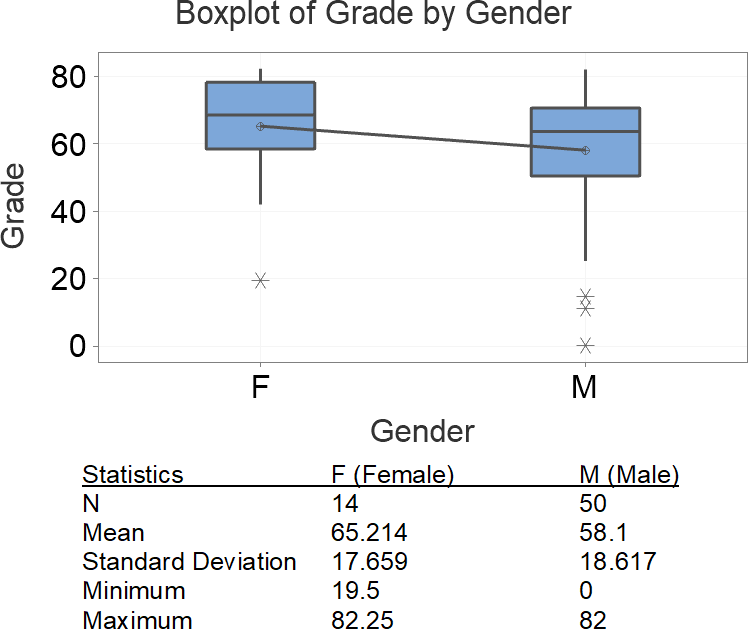 Boxplot of Grade by Gender
Grade
80
60
40
20
0
F M
Gender
Statistics F (Female) M (Male)
N 14 50
Mean 65.214 58.1
Standard Deviation 17.659 18.617
Minimum 19.5 0
Maximum 82.25 82